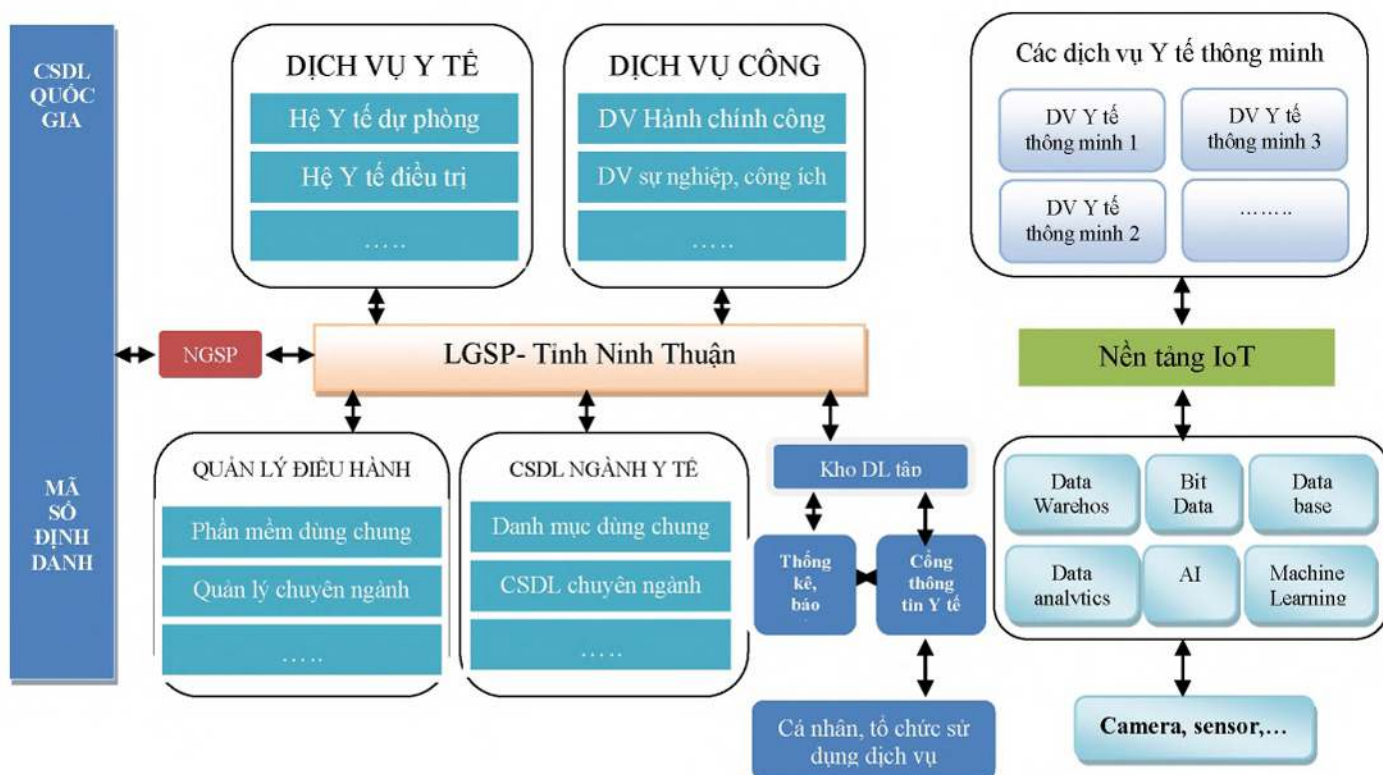 CSDL
QUỐC
GIA
MÃ
SỐ
ĐỊNH
DANH
DỊCH VỤ Y TẾ
Hệ Y tế dự phòng
Hệ Y tế điều trị
.....
DỊCH VỤ CÔNG
DV Hành chính công
DV sự nghiệp, công ích
.....
Các dịch vụ Y tế thông minh
DV Y tế
thông minh 1
DV Y tế
thông minh 3
DV Y tế
thông minh 2
........
NGSP
LGSP- Tỉnh Ninh Thuận
Nền tảng IoT
QUẢN LÝ ĐIỀU HÀNH
Phần mềm dùng chung
Quản lý chuyên ngành
.....
CSDL NGÀNH Y TẾ
Danh mục dùng chung
CSDL chuyên ngành
.....
Kho DL tập
Thống
kê,
báo
Cổng
thông
tin Y tế
Cá nhân, tổ chức sử
dụng dịch vụ
Data
Warehos
Bit
Data
Data
base
Data
analytics
AI
Machine
Learning
Camera, sensor,...